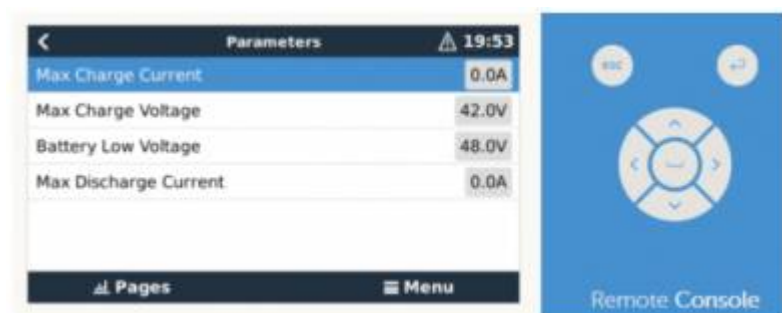 Parameters 19:53
Max Charge Current 0.0A
Max Charge Voltage 42.0V
Battery Low Voltage 48.0V
Max Discharge Current 0.0A
Pages Menu
esc
Remote Console